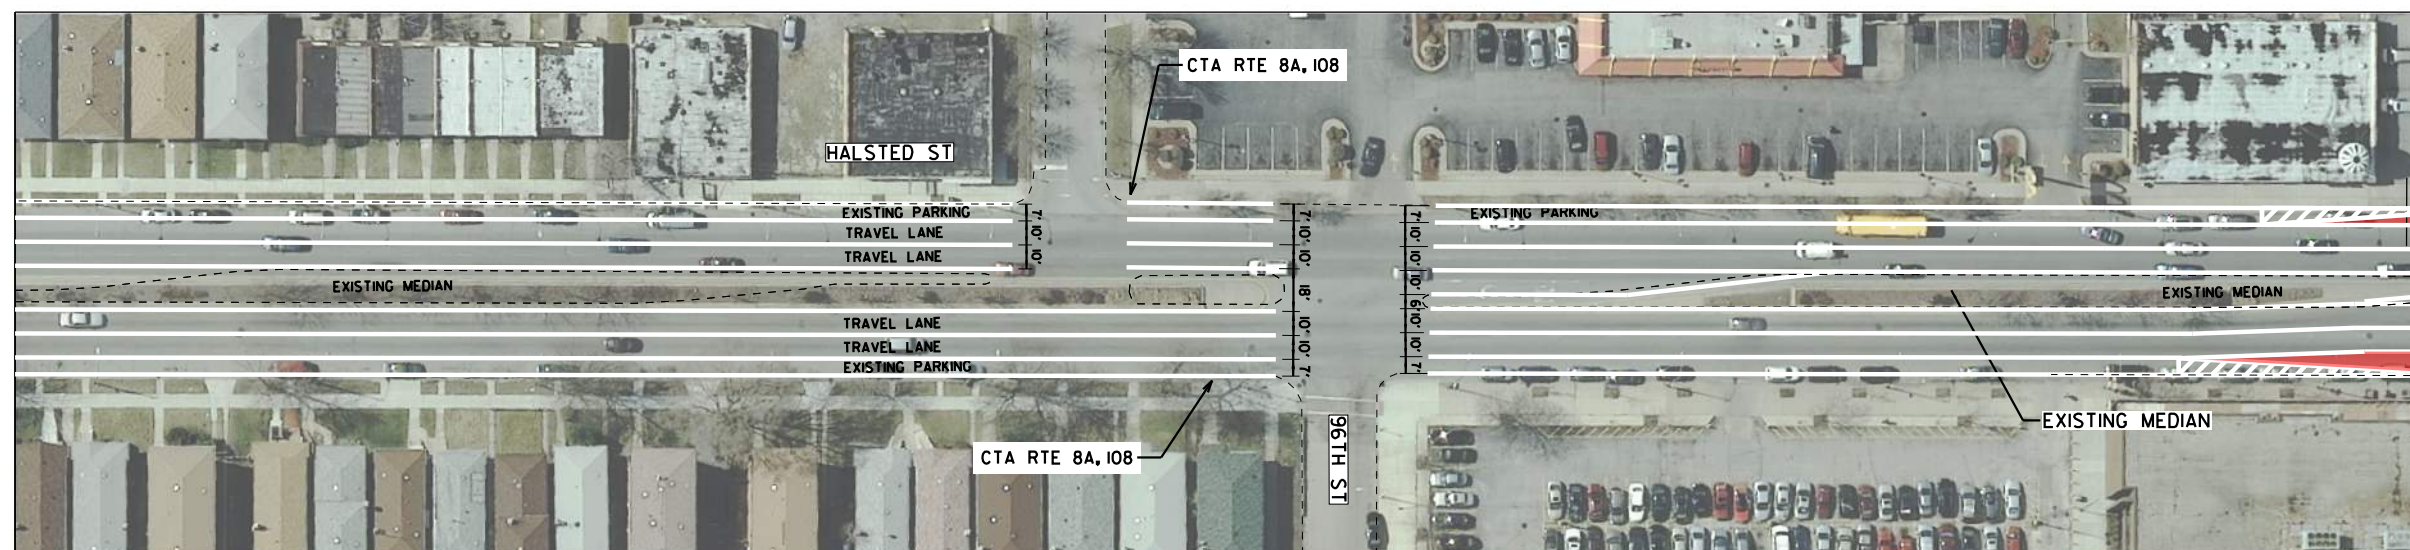 CTA RTE 8A, 108
HALSTED ST
EXISTING PARKING
TRAVEL LANE
TRAVEL LANE
EXISTING MEDIAN
TRAVEL LANE
TRAVEL LANE
EXISTING PARKING
7' 10' 10'
7' 10' 10' 18' 10' 10' 7'
7' 10' 10' 10' 6' 10' 10' 7'
EXISTING PARKING
EXISTING MEDIAN
EXISTING MEDIAN
CTA RTE 8A, 108
96TH ST